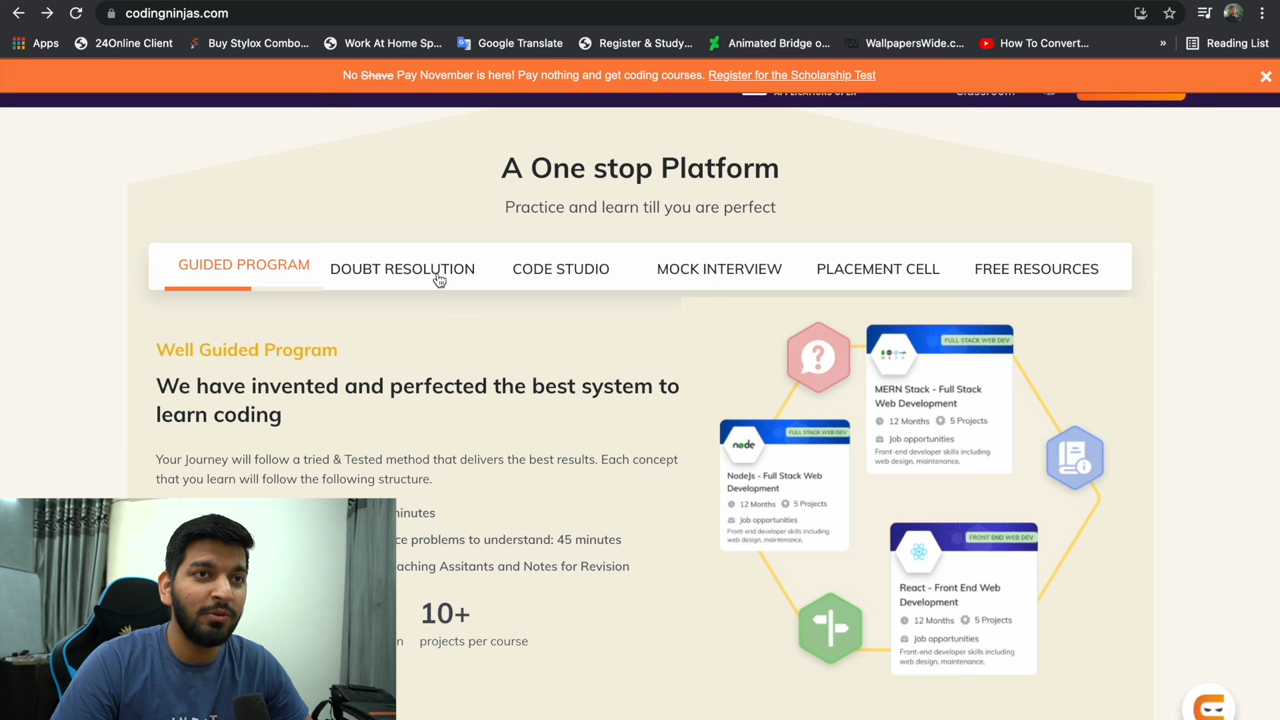 codingninjas.com
Apps
24Online Client
Buy Stylox Combo...
Work At Home Sp...
Google Translate
Register & Study...
Animated Bridge o...
WallpapersWide.c...
How To Convert...
»
Reading List
No Shave Pay November is here! Pay nothing and get coding courses. Register for the Scholarship Test
A One stop Platform
Practice and learn till you are perfect
GUIDED PROGRAM
DOUBT RESOLUTION
CODE STUDIO
MOCK INTERVIEW
PLACEMENT CELL
FREE RESOURCES
Well Guided Program
We have invented and perfected the best system to
learn coding
Your Journey will follow a tried & Tested method that delivers the best results. Each concept
that you learn will follow the following structure.
minutes
ce problems to understand: 45 minutes
aching Assitants and Notes for Revision
10+
n projects per course
FULL STACK WEB DEV
MERN Stack - Full Stack
Web Development
12 Months 5 Projects
Job opportunities
Front-end developer skills including
web design, maintenance.
FULL STACK WEB DEV
node
NodeJs - Full Stack Web
Development
12 Months 5 Projects
Job opportunities
Front-end developer skills including
web design, maintenance.
FRONT END WEB DEV
React - Front End Web
Development
12 Months 5 Projects
Job opportunities
Front-end developer skills including
web design, maintenance.